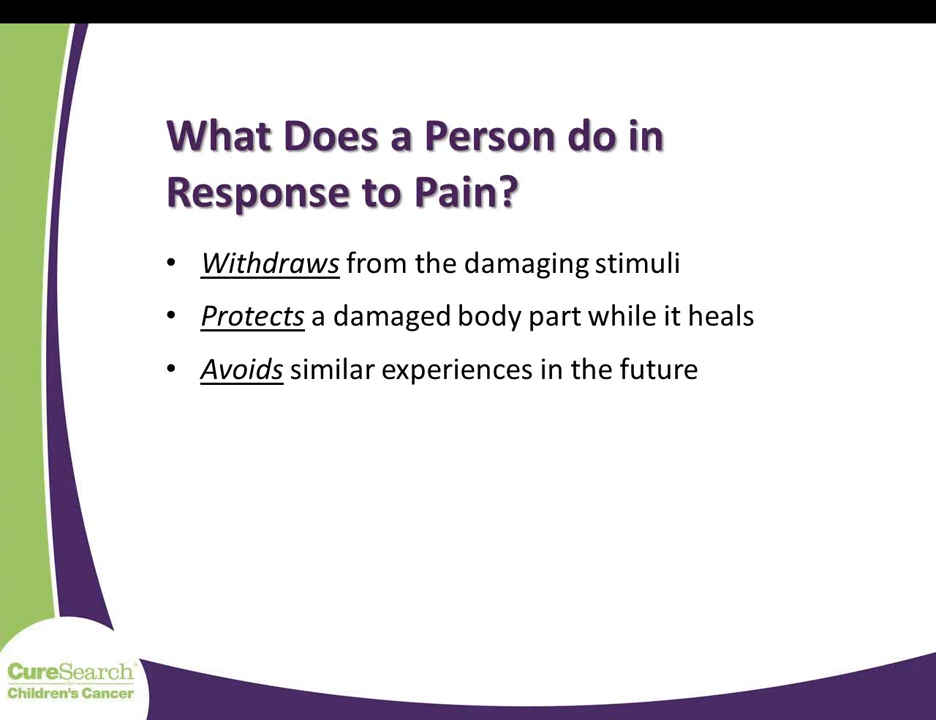 What Does a Person do in
Response to Pain?
• Withdraws from the damaging stimuli
• Protects a damaged body part while it heals
• Avoids similar experiences in the future
CureSearch®
for
Children's Cancer